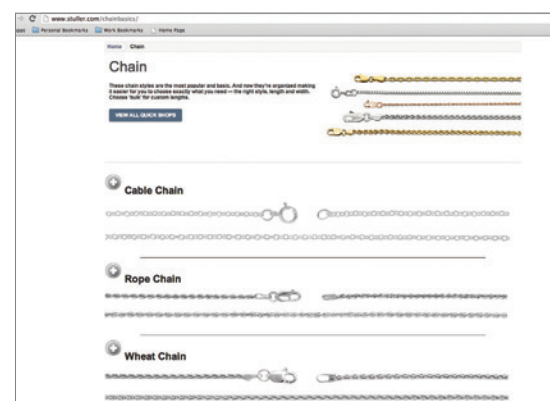 www.stuller.com/chainbasics/
Personal Bookmarks Work Bookmarks Home Page
Home Chain
Chain
These chain styles are the most popular and basic. And now they're organized making
it easier for you to choose exactly what you need — the right style, length and width.
Choose 'bulk' for custom lengths.
VIEW ALL QUICK SHOPS
Cable Chain
Rope Chain
Wheat Chain